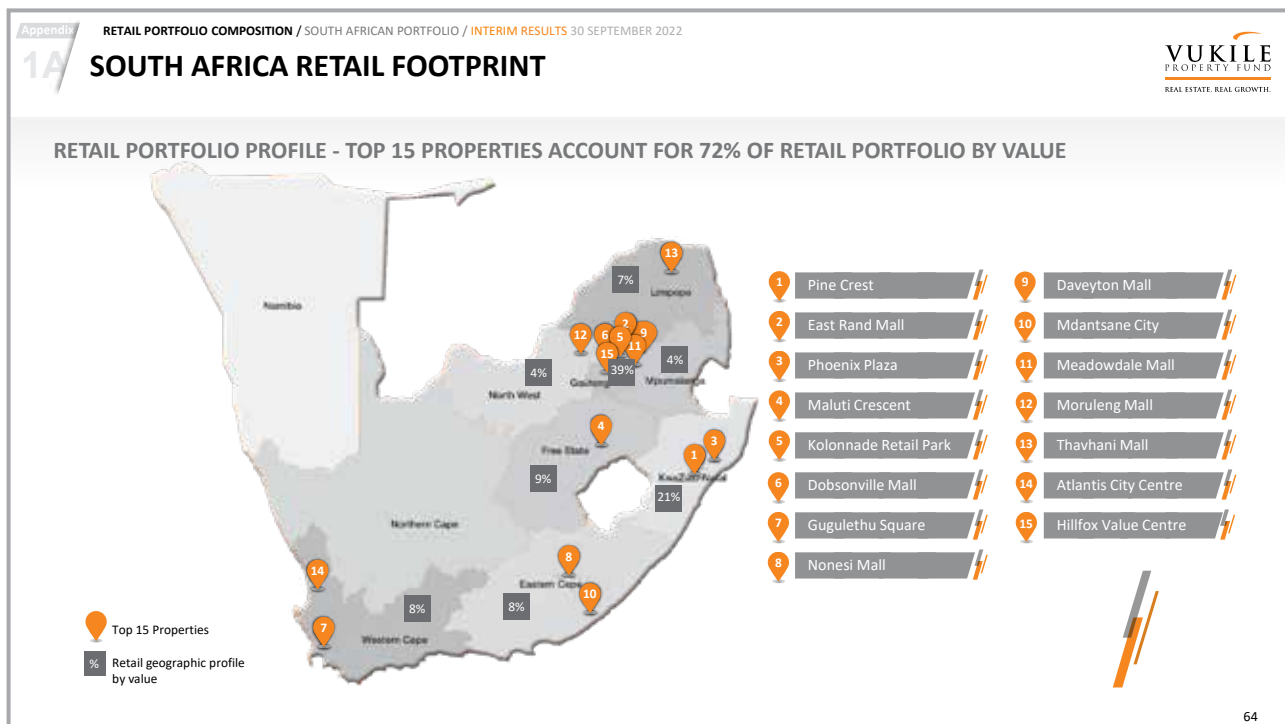 Appendix
1A
RETAIL PORTFOLIO COMPOSITION / SOUTH AFRICAN PORTFOLIO / INTERIM RESULTS 30 SEPTEMBER 2022
SOUTH AFRICA RETAIL FOOTPRINT
VUKILE
PROPERTY FUND
REAL ESTATE. REAL GROWTH.
RETAIL PORTFOLIO PROFILE - TOP 15 PROPERTIES ACCOUNT FOR 72% OF RETAIL PORTFOLIO BY VALUE
13
7%
Limpopo
Namibia
12
6
2
5
9
11
15
39%
4%
4%
Gauteng
Mpumalanga
North West
4
Free State
3
1
KwaZulu-Natal
9%
21%
Northern Cape
8
Eastern Cape
14
10
8%
8%
7
Western Cape
Top 15 Properties
% Retail geographic profile
by value
1 Pine Crest
2 East Rand Mall
3 Phoenix Plaza
4 Maluti Crescent
5 Kolonnade Retail Park
6 Dobsonville Mall
7 Gugulethu Square
8 Nonesi Mall
9 Daveyton Mall
10 Mdantsane City
11 Meadowdale Mall
12 Moruleng Mall
13 Thavhani Mall
14 Atlantis City Centre
15 Hillfox Value Centre
64